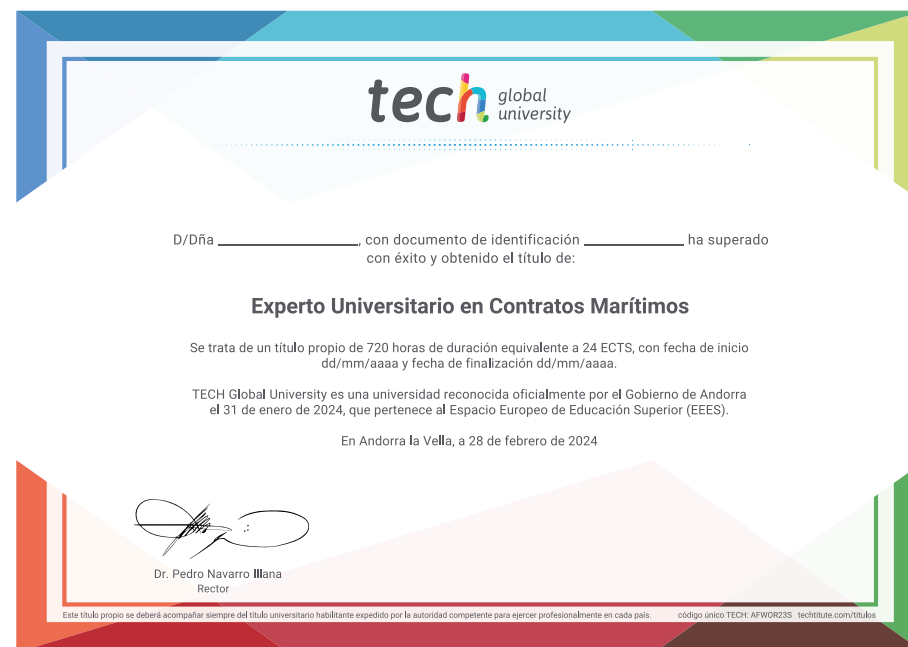 tech global university
D/Dña ______________, con documento de identificación __________ ha superado
con éxito y obtenido el título de:
Experto Universitario en Contratos Marítimos
Se trata de un título propio de 720 horas de duración equivalente a 24 ECTS, con fecha de inicio
dd/mm/aaaa y fecha de finalización dd/mm/aaaa.
TECH Global University es una universidad reconocida oficialmente por el Gobierno de Andorra
el 31 de enero de 2024, que pertenece al Espacio Europeo de Educación Superior (EEES).
En Andorra la Vella, a 28 de febrero de 2024
Dr. Pedro Navarro Illana
Rector
Este título propio se deberá acompañar siempre del título universitario habilitante expedido por la autoridad competente para ejercer profesionalmente en cada país. código único TECH: AFWOR23S techtitute.com/titulos